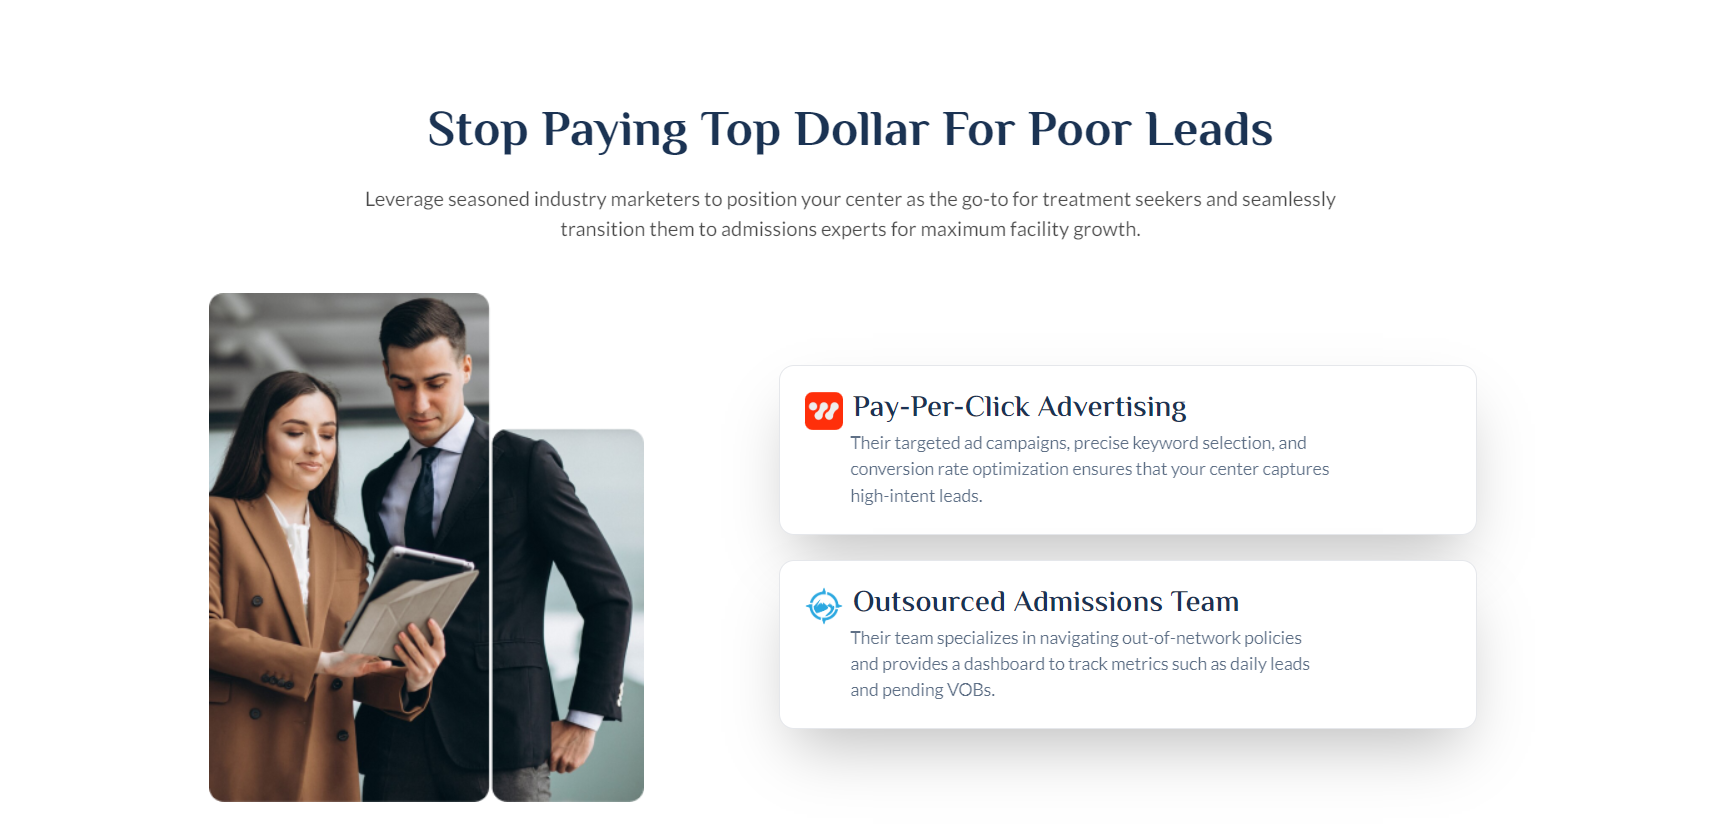 Stop Paying Top Dollar For Poor Leads
Leverage seasoned industry marketers to position your center as the go-to for treatment seekers and seamlessly
transition them to admissions experts for maximum facility growth.
Pay-Per-Click Advertising
Their targeted ad campaigns, precise keyword selection, and
conversion rate optimization ensures that your center captures
high-intent leads.
Outsourced Admissions Team
Their team specializes in navigating out-of-network policies
and provides a dashboard to track metrics such as daily leads
and pending VOBs.